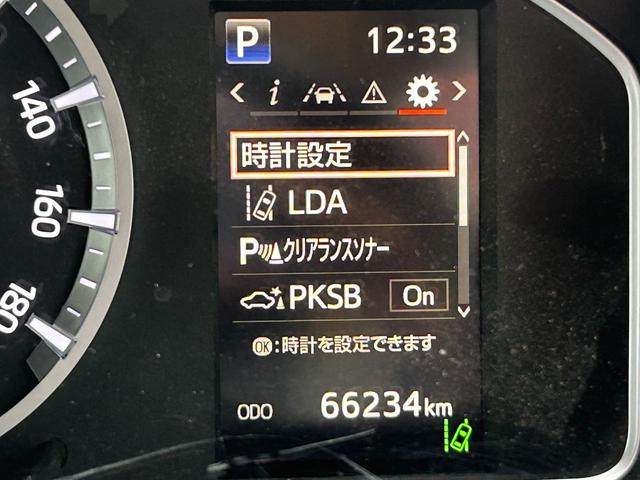 P 12:33
140
160
180
時計設定
LDA
Pクリアランスソナー
PKSB On
OK:時計を設定できます
ODO 66234km